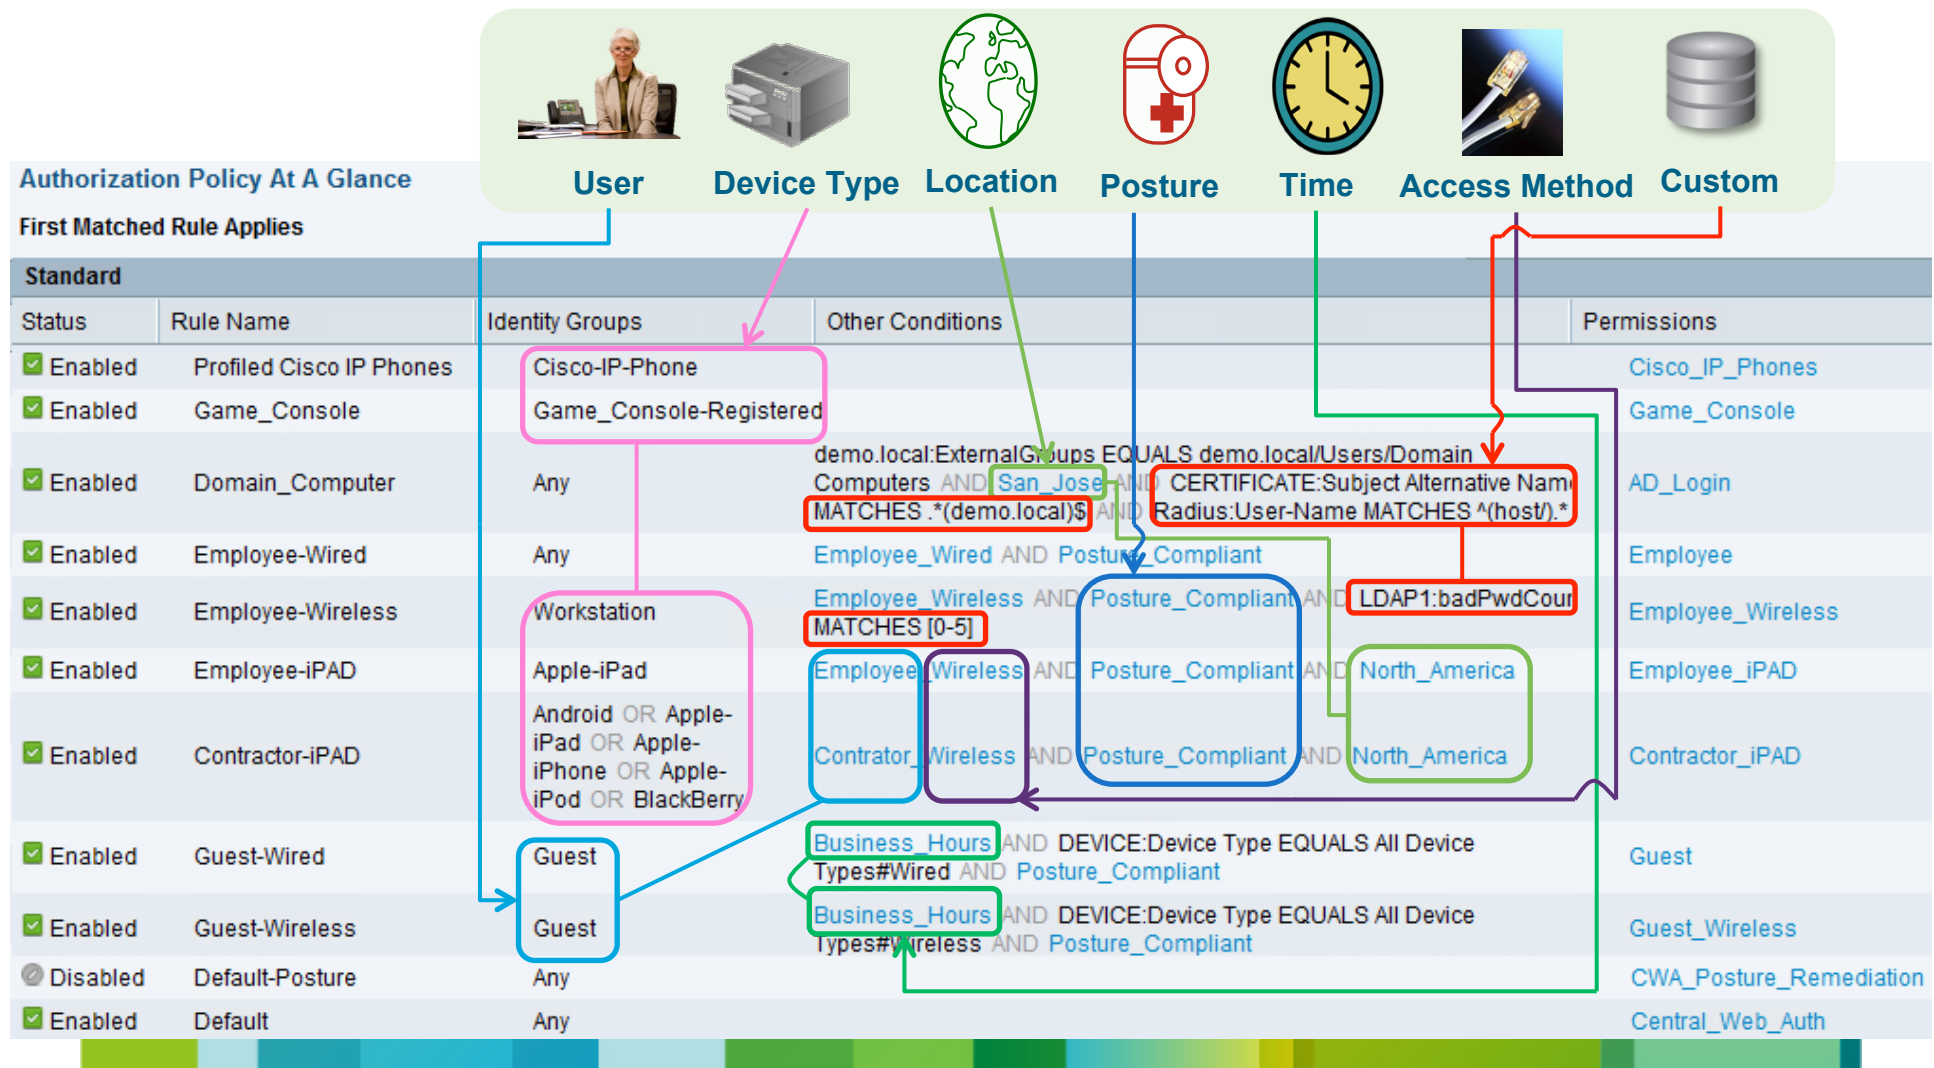 User Device Type Location Posture Time Access Method Custom
Authorization Policy At A Glance
First Matched Rule Applies
Standard
Status Rule Name Identity Groups Other Conditions Permissions
Enabled Profiled Cisco IP Phones Cisco-IP-Phone Cisco_IP_Phones
Enabled Game_Console Game_Console-Registered Game_Console
demo.local:ExternalGroups EQUALS demo.local/Users/Domain
Enabled Domain_Computer Any Computers AND San_Jose AND CERTIFICATE:Subject Alternative Name AD_Login
MATCHES .*(demo.local)$ AND Radius:User-Name MATCHES ^(host/).*
Enabled Employee-Wired Any Employee_Wired AND Posture_Compliant Employee
Employee_Wireless AND Posture_Compliant AND LDAP1:badPwdCour
Enabled Employee-Wireless Workstation Employee_Wireless
MATCHES [0-5]
Enabled Employee-iPAD Apple-iPad Employee_Wireless AND Posture_Compliant AND North_America Employee_iPAD
Android OR Apple-
iPad OR Apple-
Enabled Contractor-iPAD Contrator_Wireless AND Posture_Compliant AND North_America Contractor_iPAD
iPhone OR Apple-
iPod OR BlackBerry
Business_Hours AND DEVICE:Device Type EQUALS All Device
Enabled Guest-Wired Guest Guest
Types#Wired AND Posture_Compliant
Business_Hours AND DEVICE:Device Type EQUALS All Device
Enabled Guest-Wireless Guest Guest_Wireless
Types#Wireless AND Posture_Compliant
Disabled Default-Posture Any CWA_Posture_Remediation
Enabled Default Any Central_Web_Auth